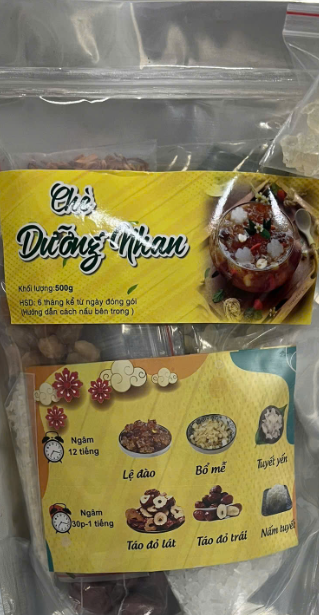 Chè
Dưỡng Nhan
Khối lượng:500g
HSD: 6 tháng kể từ ngày đóng gói
(Hướng dẫn cách nấu bên trong )
Ngâm
12 tiếng
Lệ đào
Bồ mễ
Tuyết yến
Ngâm
30p-1 tiếng
Táo đỏ lát
Táo đỏ trái
Nấm tuyết